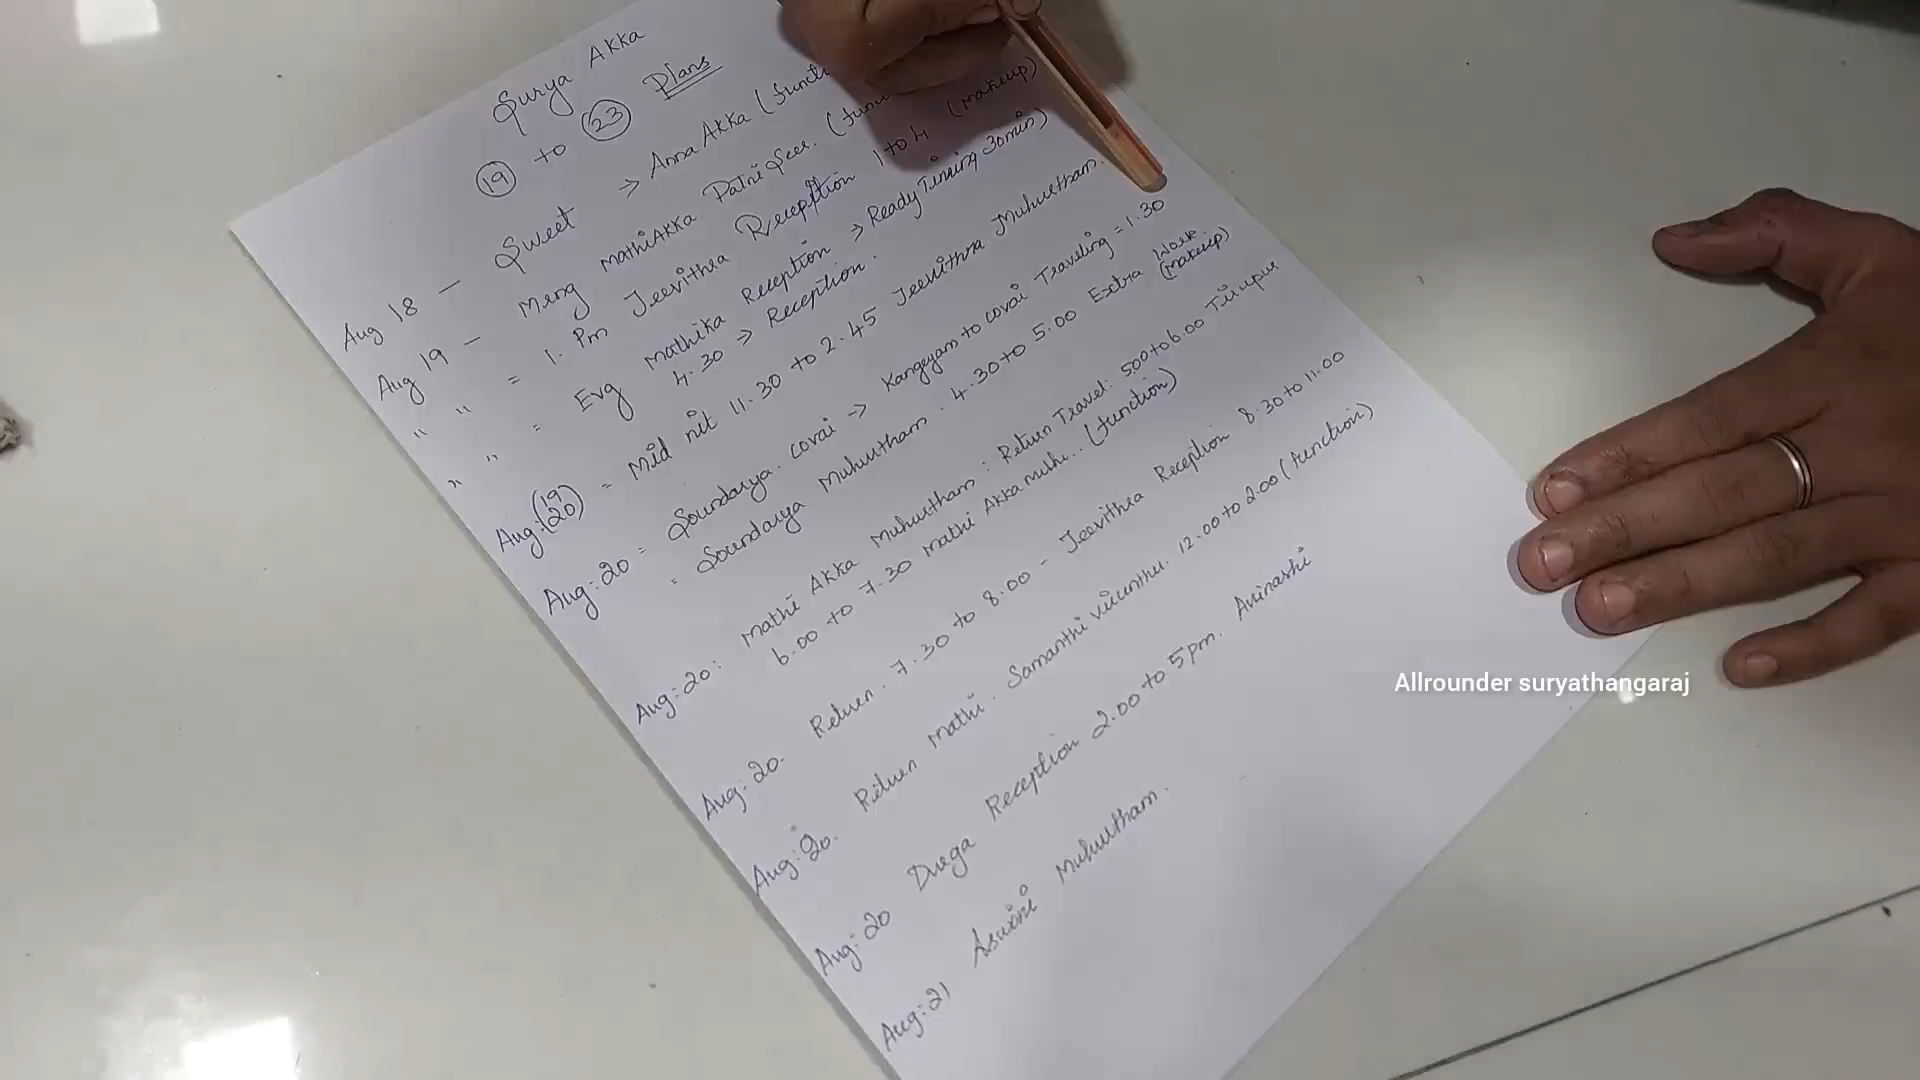 Surya Akka
19 to 23 Plans
Aug 18 - Sweet -> Anna Akka (functi
Aug 19 - Mrng Mathi Akka Patni Seer. (func
" " = 1. Pm Jeevithra Reception 1 to 4 (Makeup)
" " = Evg Mathika Reception -> Ready Timing 30min)
" 4.30 -> Reception.
Aug: (19 20) = Mid nit 11.30 to 2.45 Jeevithra Muhurtham.
Aug: 20 = Soundarya. covai -> Kangeyam to covai Traveling = 1.30
= Soundarya Muhurtham. 4.30 to 5.00 Extra Work (Makeup)
Aug: 20: Mathi Akka Muhurtham: Return Travel: 5.00 to 6.00 Tirupur
6.00 to 7.30 Mathi Akka Muhu.. (function)
Aug: 20. Return. 7.30 to 8.00 - Jeevithra Reception 8.30 to 11.00
Aug: 20. Return Mathi. Samanthi virunthu. 12.00 to 2.00 (function)
Aug: 20 Durga Reception 2.00 to 5pm. Avinashi
Aug: 21 Aswini Muhurtham.
Allrounder suryathangaraj